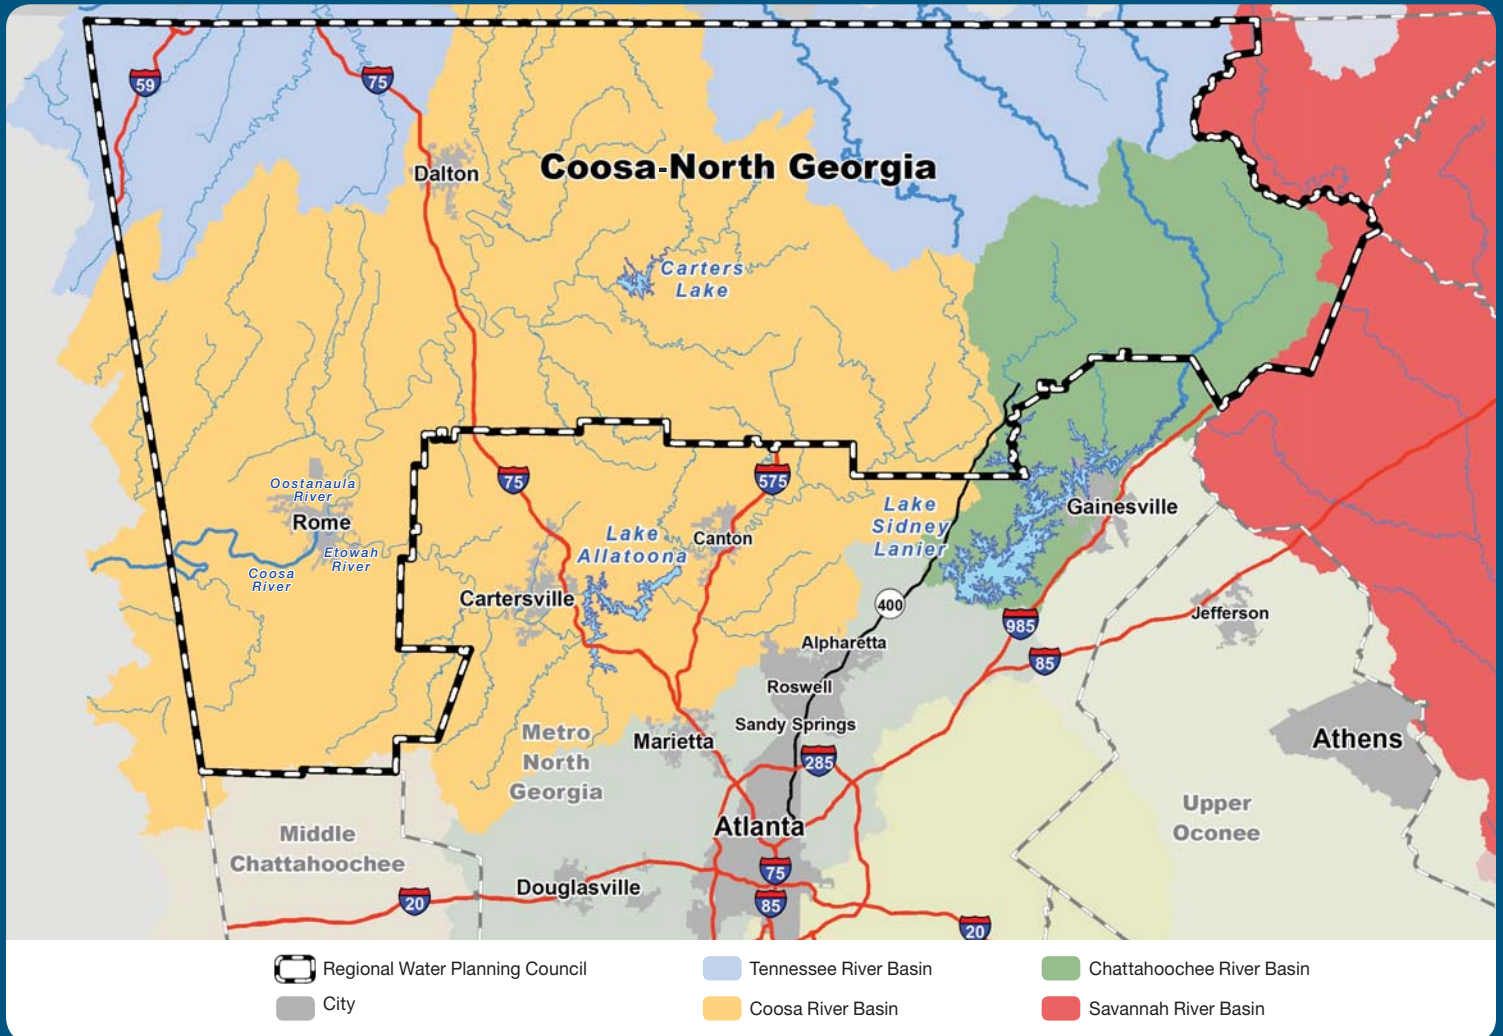 59
75
Dalton
Coosa-North Georgia
Carters
Lake
75
575
Oostanaula
River
Rome
Etowah
River
Coosa
River
Lake
Allatoona
Canton
Cartersville
Lake
Sidney
Lanier
Gainesville
400
985
85
Jefferson
Alpharetta
Roswell
Sandy Springs
Marietta
285
Metro
North
Georgia
Athens
Upper
Oconee
Middle
Chattahoochee
Atlanta
75
85
Douglasville
20
20
Regional Water Planning Council
City
Tennessee River Basin
Coosa River Basin
Chattahoochee River Basin
Savannah River Basin